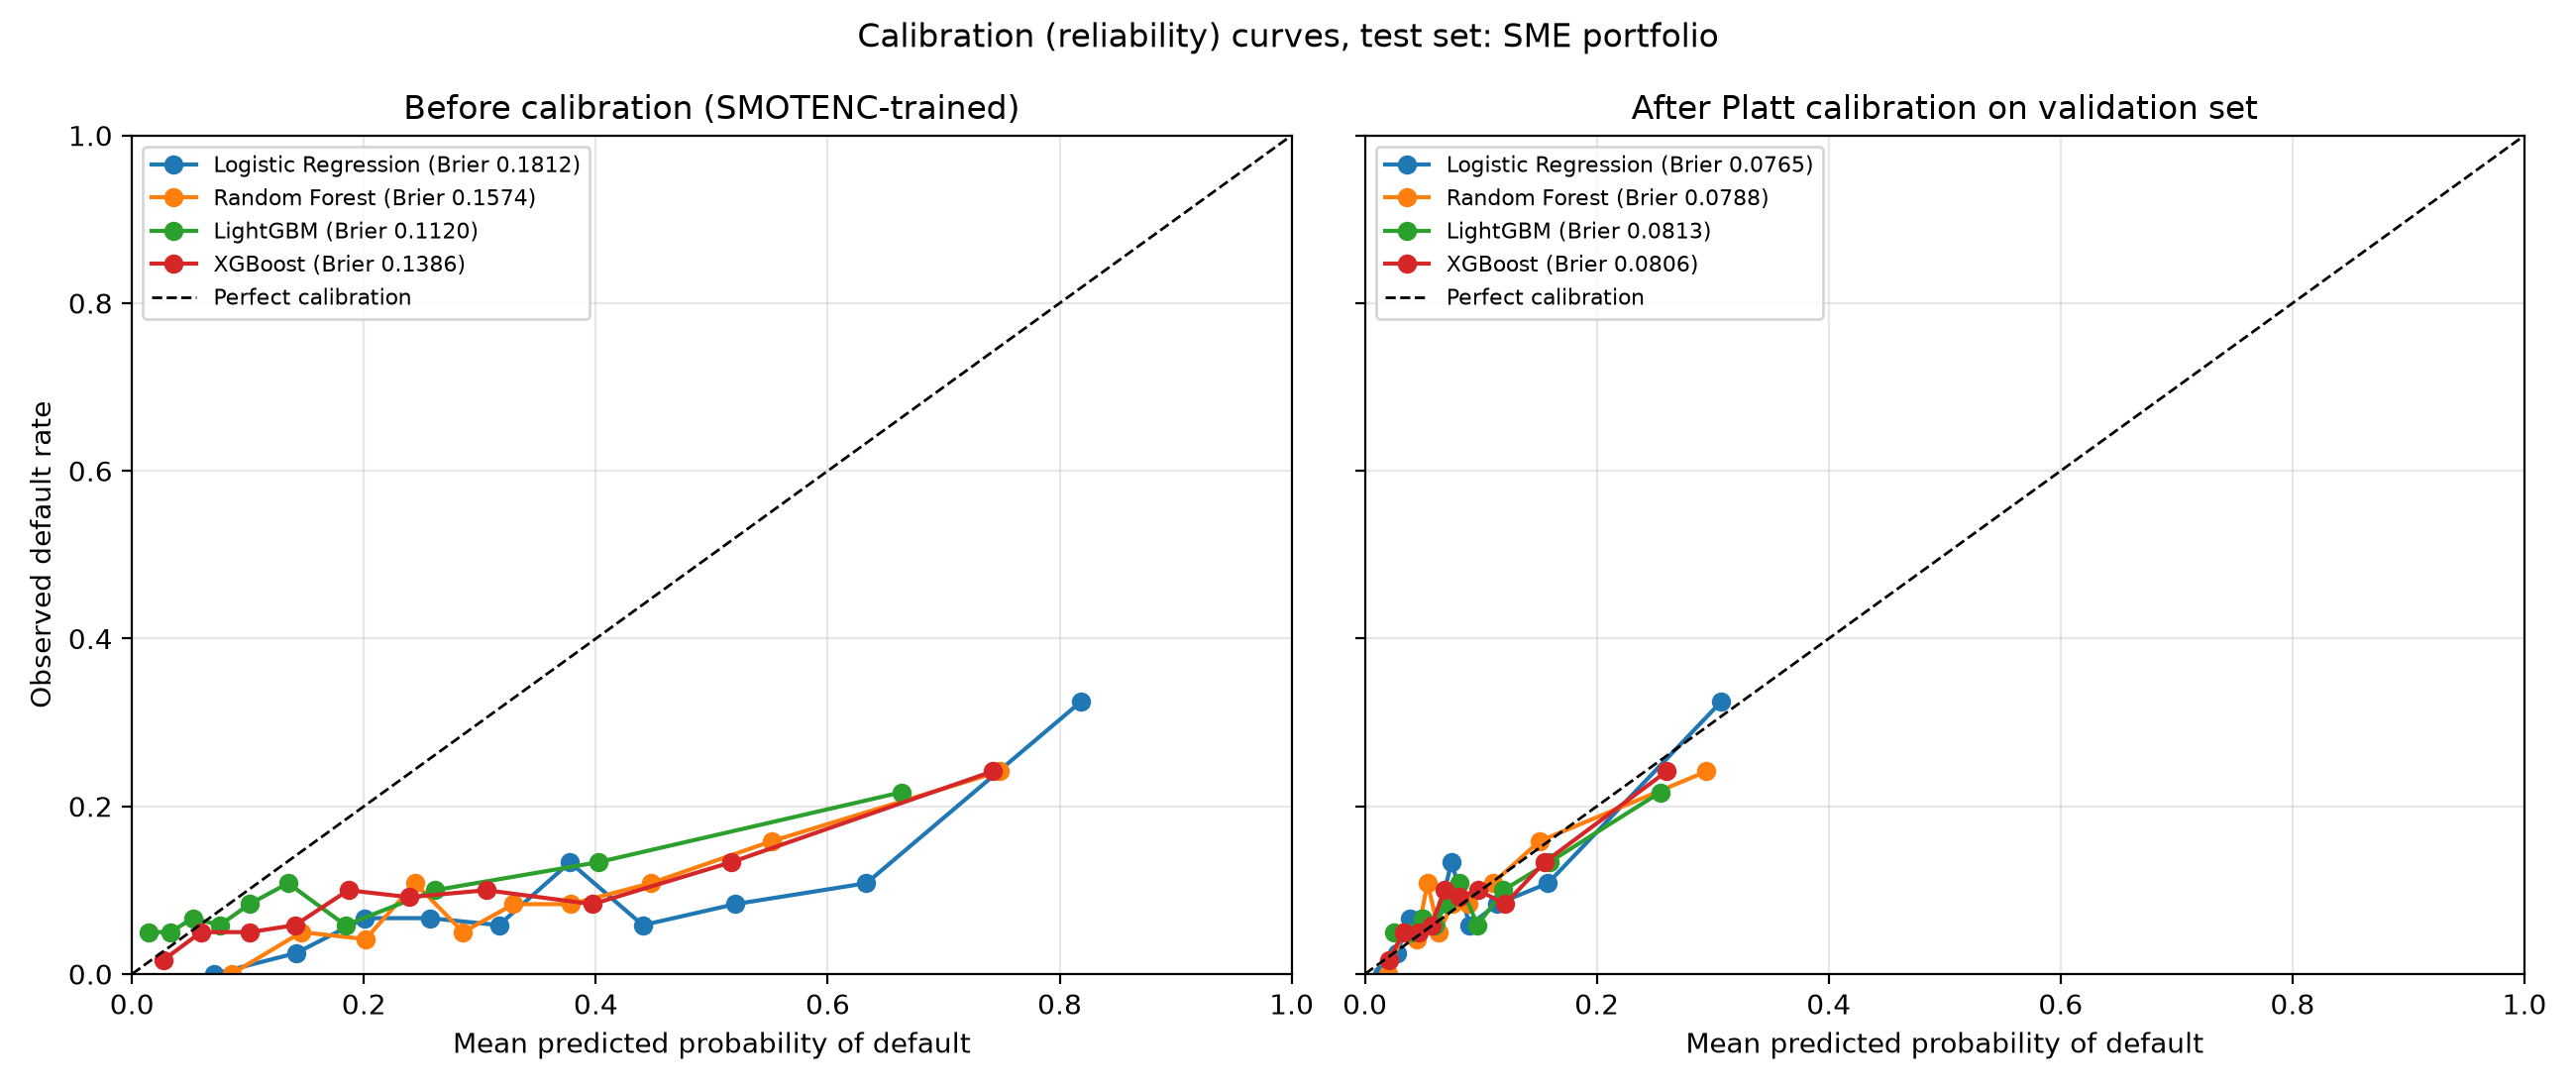 Calibration (reliability) curves, test set: SME portfolio
Before calibration (SMOTENC-trained)
Logistic Regression (Brier 0.1812)
Random Forest (Brier 0.1574)
LightGBM (Brier 0.1120)
XGBoost (Brier 0.1386)
Perfect calibration
1.0
0.8
0.6
0.4
0.2
0.0
Observed default rate
0.0 0.2 0.4 0.6 0.8 1.0
Mean predicted probability of default
After Platt calibration on validation set
Logistic Regression (Brier 0.0765)
Random Forest (Brier 0.0788)
LightGBM (Brier 0.0813)
XGBoost (Brier 0.0806)
Perfect calibration
0.0 0.2 0.4 0.6 0.8 1.0
Mean predicted probability of default